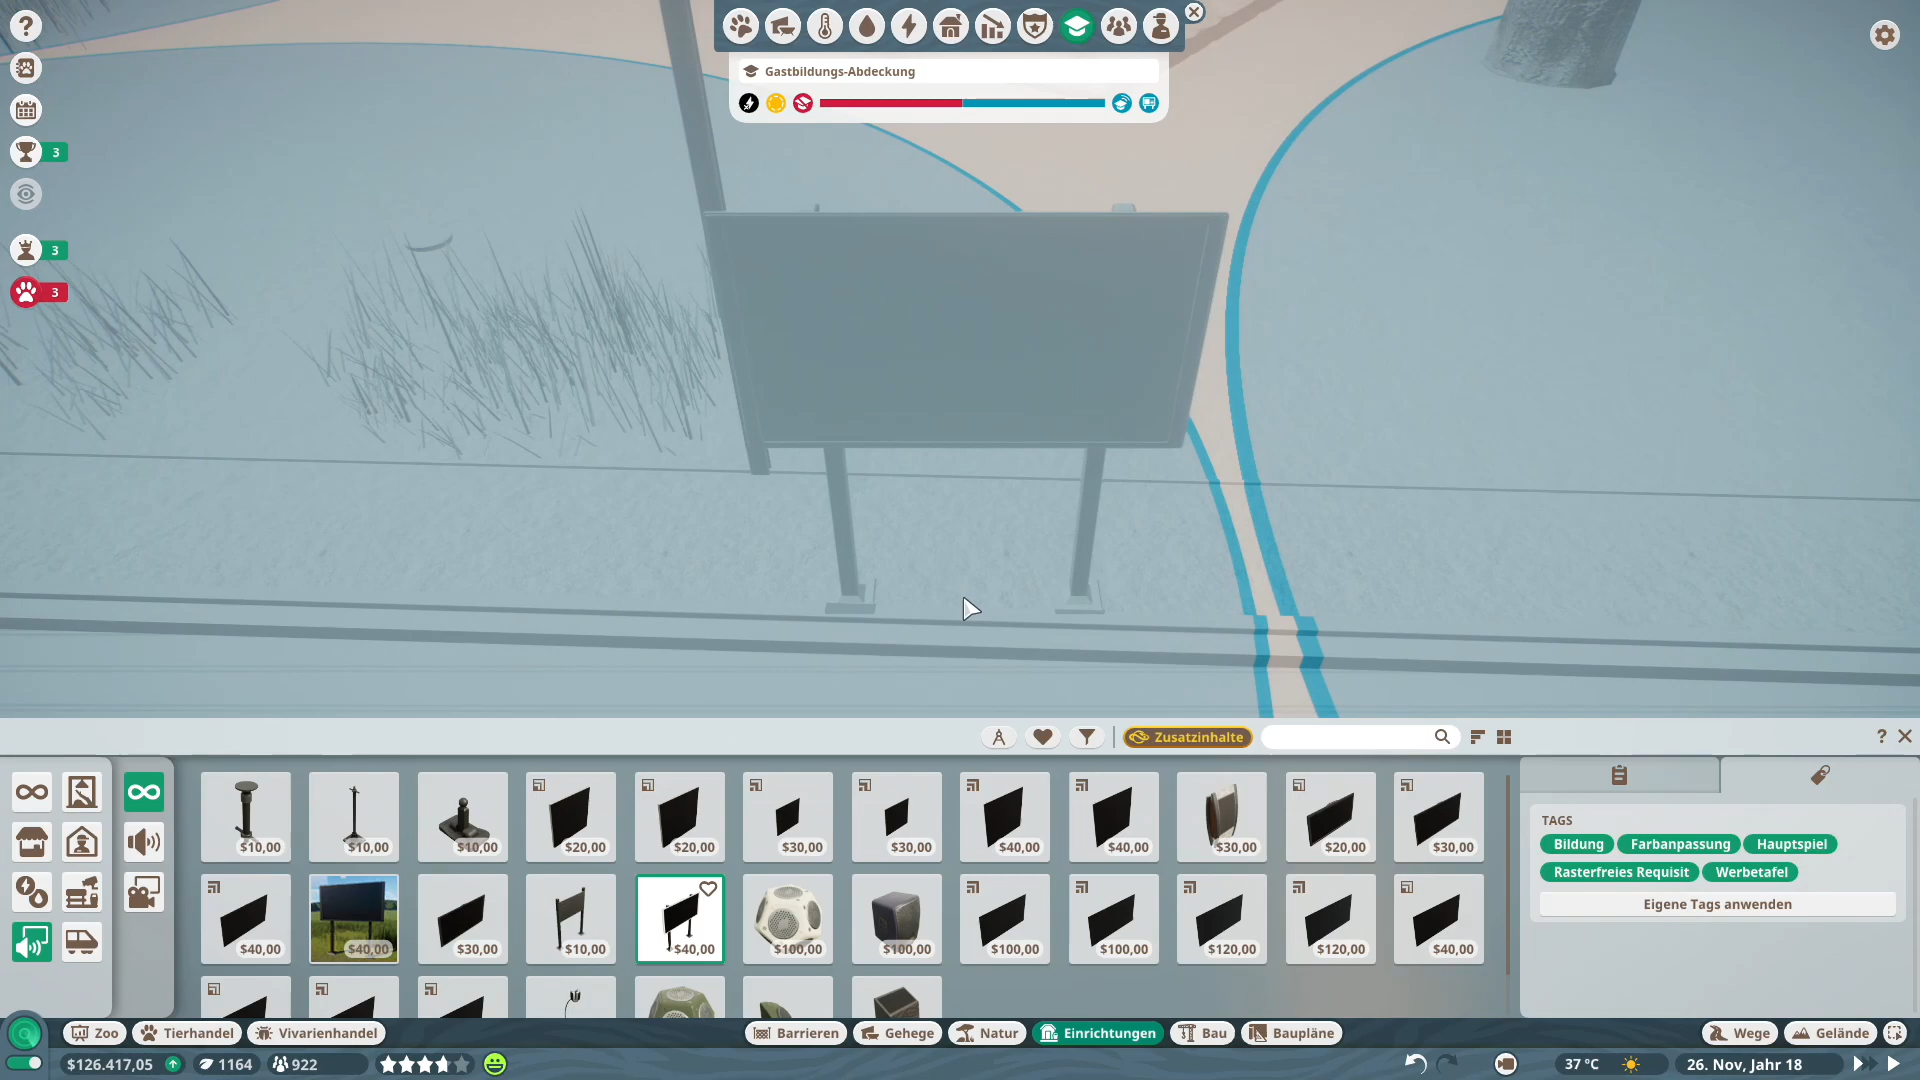 ?
Gastbildungs-Abdeckung
3
3
3
Zusatzinhalte
?
$10,00
$10,00
$10,00
$20,00
$20,00
$30,00
$30,00
$40,00
$40,00
$30,00
$20,00
$30,00
$40,00
$40,00
$30,00
$10,00
$40,00
$100,00
$100,00
$100,00
$100,00
$120,00
$120,00
$40,00
TAGS
Bildung
Farbanpassung
Hauptspiel
Rasterfreies Requisit
Werbetafel
Eigene Tags anwenden
Zoo
Tierhandel
Vivarienhandel
Barrieren
Gehege
Natur
Einrichtungen
Bau
Baupläne
Wege
Gelände
$126.417,05
1164
922
37 °C
26. Nov, Jahr 18